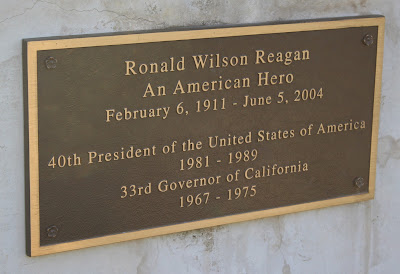 Ronald Wilson Reagan
An American Hero
February 6, 1911 - June 5, 2004
40th President of the United States of America
1981 - 1989
33rd Governor of California
1967 - 1975